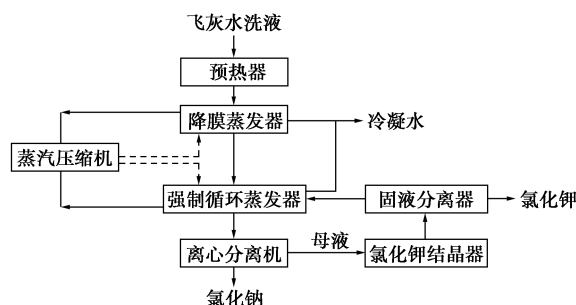 飞灰水洗液
预热器
降膜蒸发器
冷凝水
蒸汽压缩机
强制循环蒸发器
固液分离器
氯化钾
离心分离机
母液
氯化钾结晶器
氯化钠